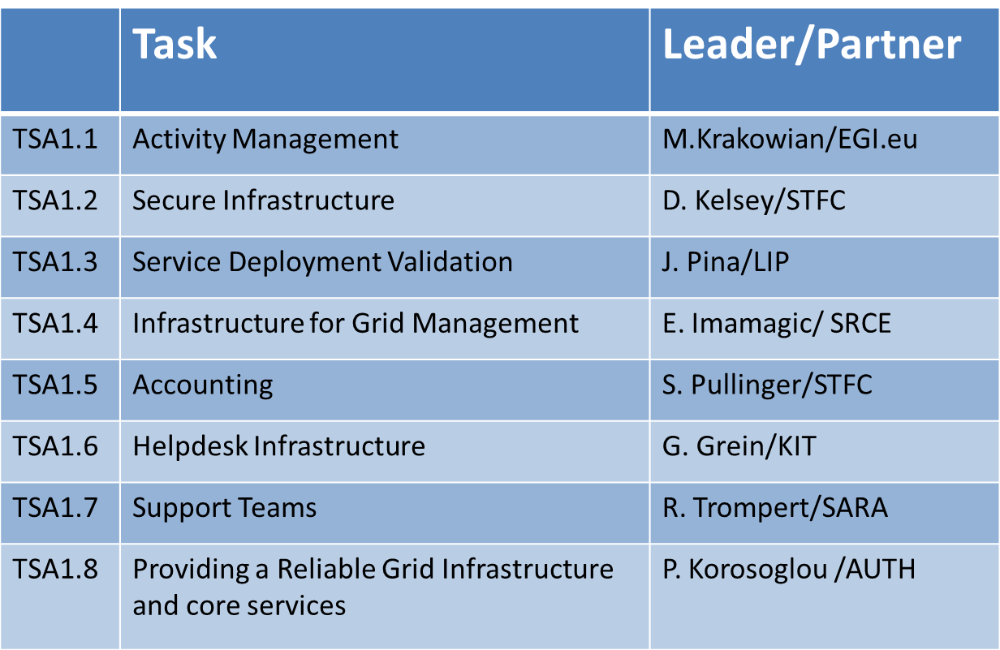 Task Leader/Partner
TSA1.1 Activity Management M.Krakowian/EGI.eu
TSA1.2 Secure Infrastructure D. Kelsey/STFC
TSA1.3 Service Deployment Validation J. Pina/LIP
TSA1.4 Infrastructure for Grid Management E. Imamagic/ SRCE
TSA1.5 Accounting S. Pullinger/STFC
TSA1.6 Helpdesk Infrastructure G. Grein/KIT
TSA1.7 Support Teams R. Trompert/SARA
TSA1.8 Providing a Reliable Grid Infrastructure P. Korosoglou /AUTH
and core services